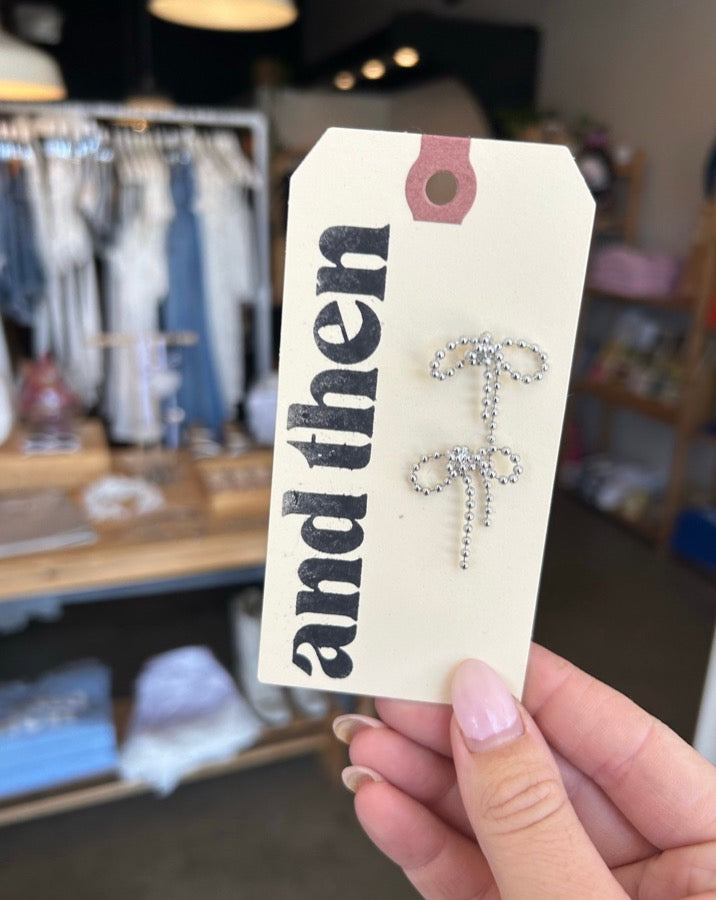 and then